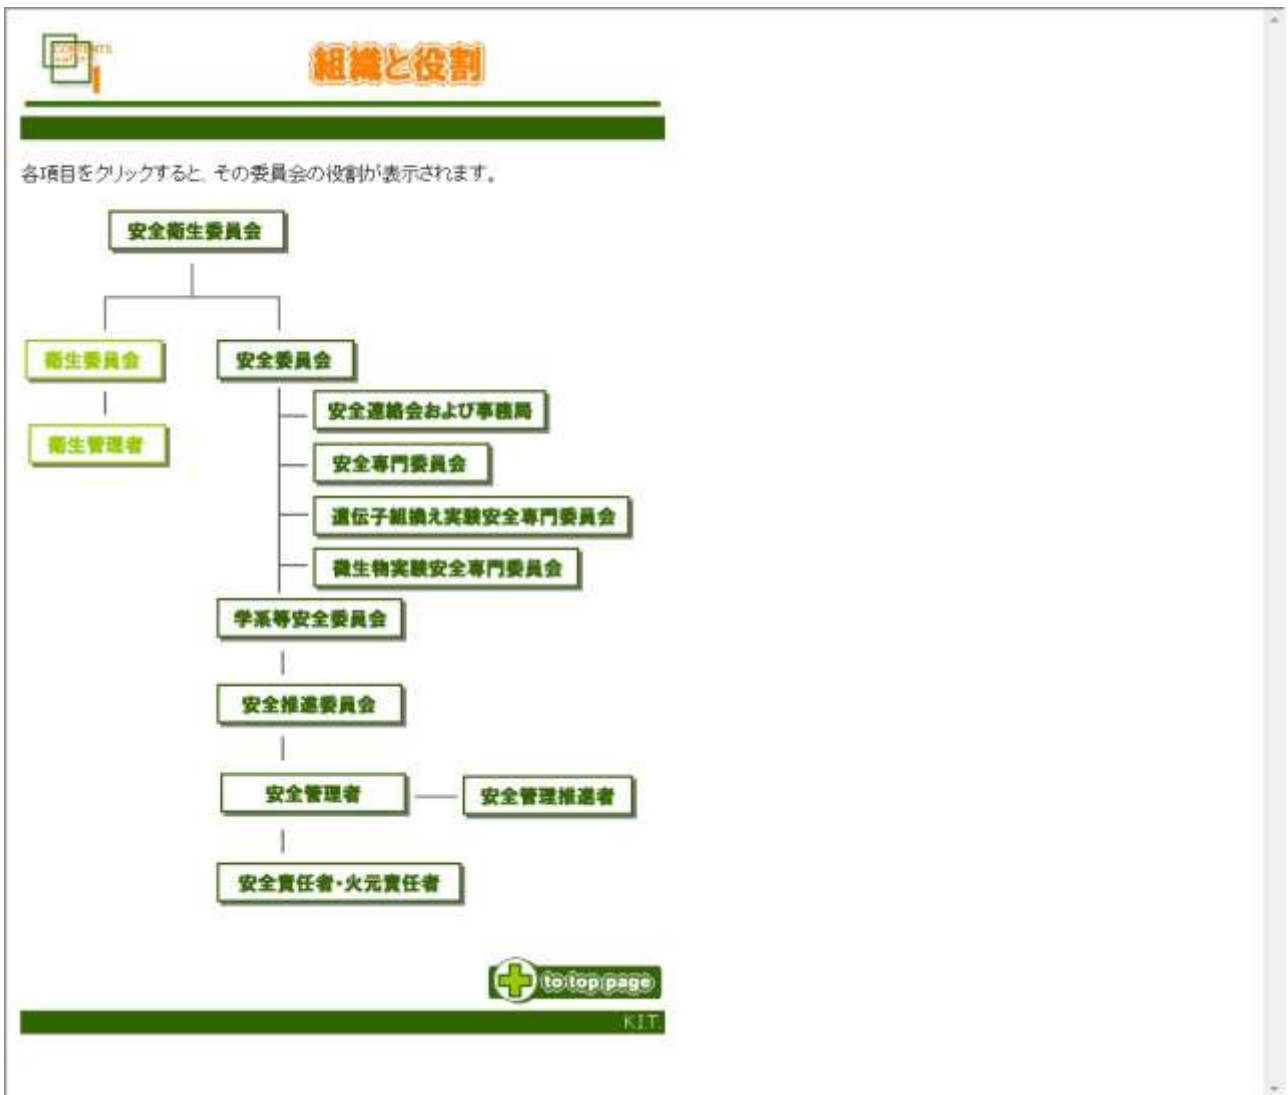 CONTENTS
組織と役割
各項目をクリックすると、その委員会の役割が表示されます。
安全衛生委員会
衛生委員会
安全委員会
安全連絡会および事務局
衛生管理者
安全専門委員会
遺伝子組換え実験安全専門委員会
微生物実験安全専門委員会
学系等安全委員会
安全推進委員会
安全管理者
安全管理推進者
安全責任者・火元責任者
to top page
K.I.T.